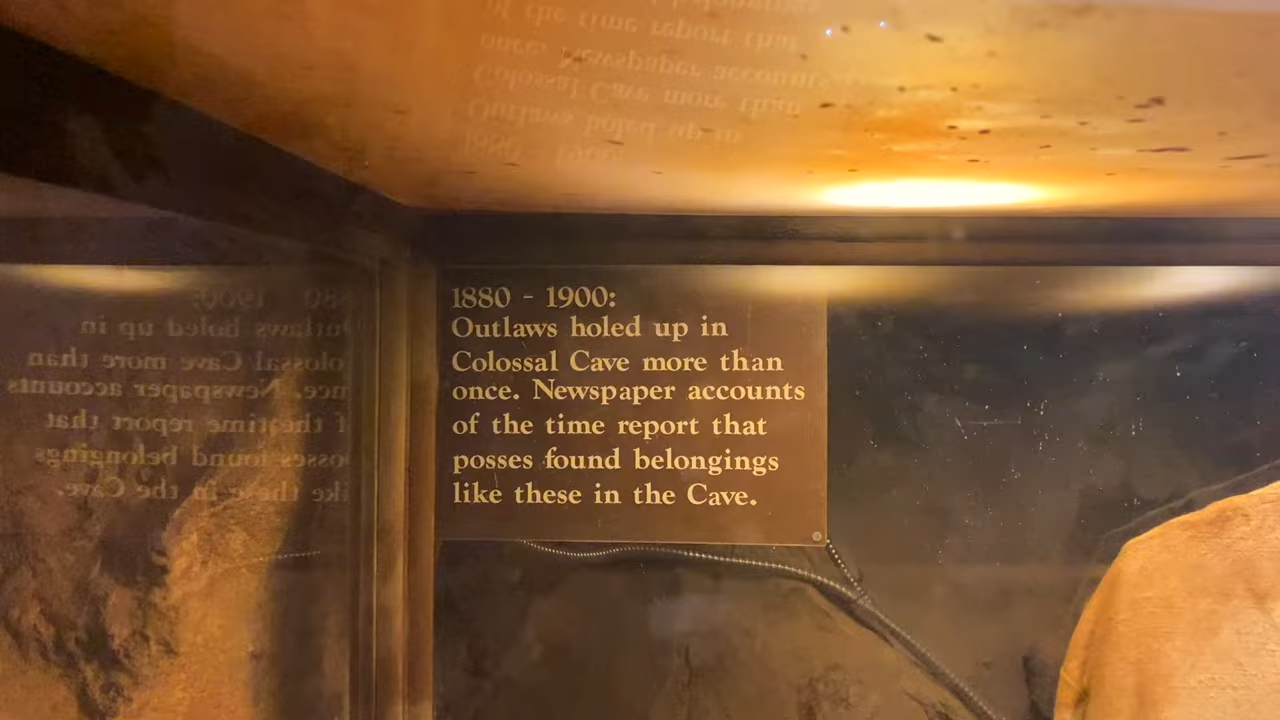 1880 - 1900:
Outlaws holed up in
Colossal Cave more than
once. Newspaper accounts
of the time report that
posses found belongings
like these in the Cave.